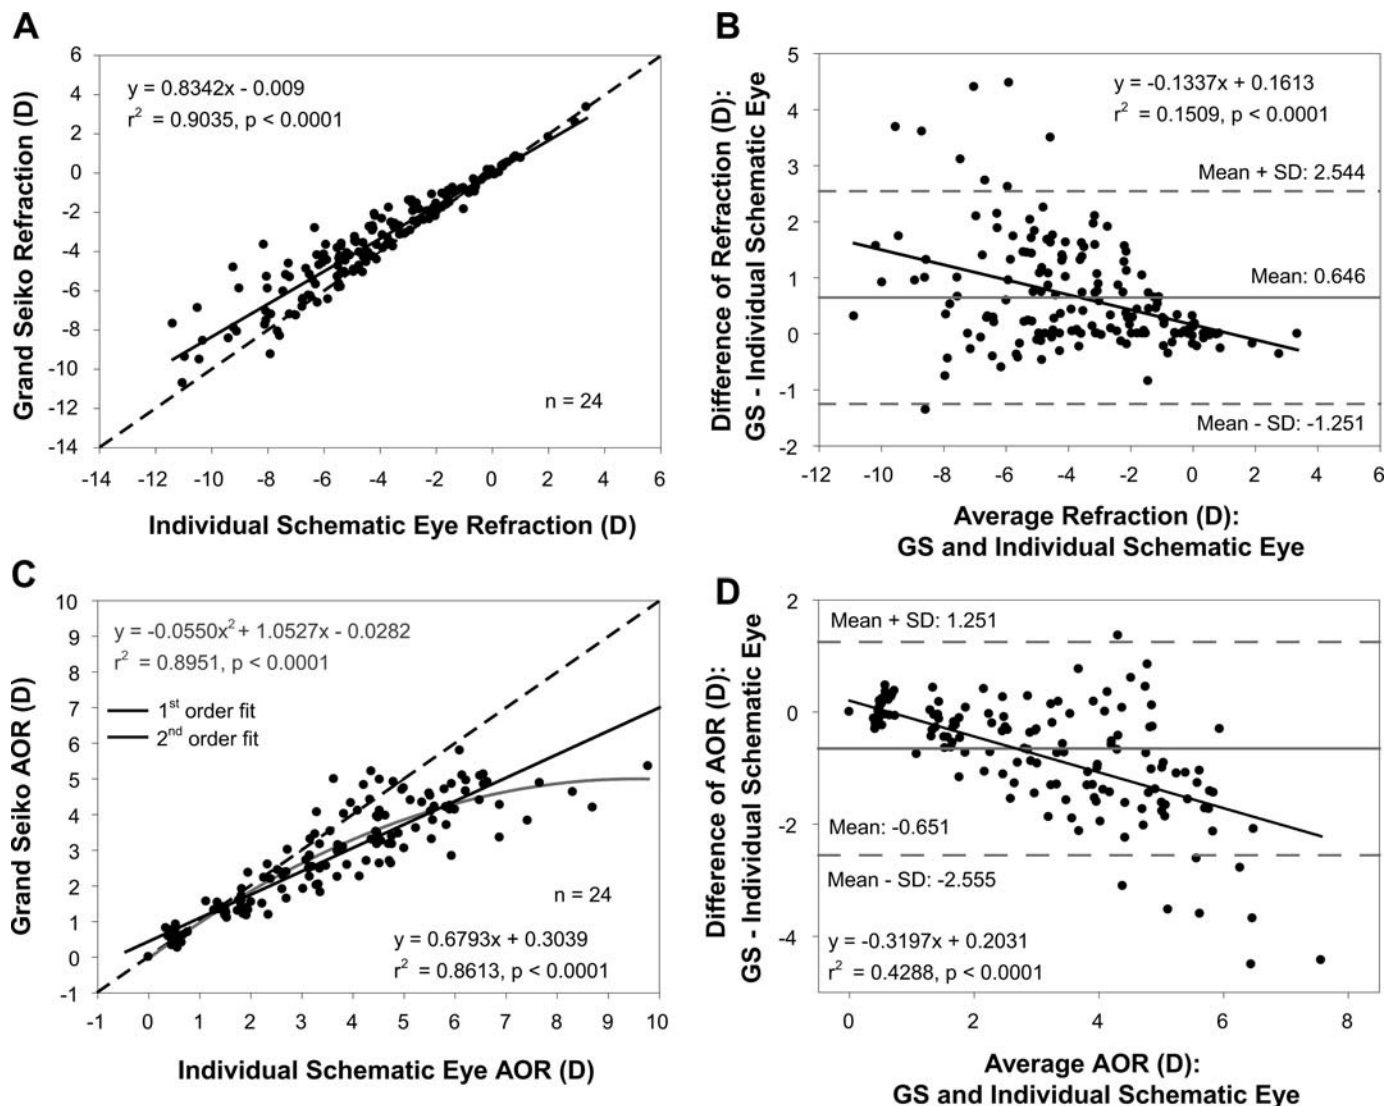 A
Grand Seiko Refraction (D)
6
4
2
0
-2
-4
-6
-8
-10
-12
-14
y = 0.8342x - 0.009
r² = 0.9035, p < 0.0001
n = 24
-14 -12 -10 -8 -6 -4 -2 0 2 4 6
Individual Schematic Eye Refraction (D)
B
Difference of Refraction (D):
GS - Individual Schematic Eye
5
4
3
2
1
0
-1
-2
y = -0.1337x + 0.1613
r² = 0.1509, p < 0.0001
Mean + SD: 2.544
Mean: 0.646
Mean - SD: -1.251
-12 -10 -8 -6 -4 -2 0 2 4 6
Average Refraction (D):
GS and Individual Schematic Eye
C
Grand Seiko AOR (D)
10
9
8
7
6
5
4
3
2
1
0
-1
y = -0.0550x² + 1.0527x - 0.0282
r² = 0.8951, p < 0.0001
1st order fit
2nd order fit
n = 24
y = 0.6793x + 0.3039
r² = 0.8613, p < 0.0001
-1 0 1 2 3 4 5 6 7 8 9 10
Individual Schematic Eye AOR (D)
D
Difference of AOR (D):
GS - Individual Schematic Eye
2
0
-2
-4
Mean + SD: 1.251
Mean: -0.651
Mean - SD: -2.555
y = -0.3197x + 0.2031
r² = 0.4288, p < 0.0001
0 2 4 6 8
Average AOR (D):
GS and Individual Schematic Eye